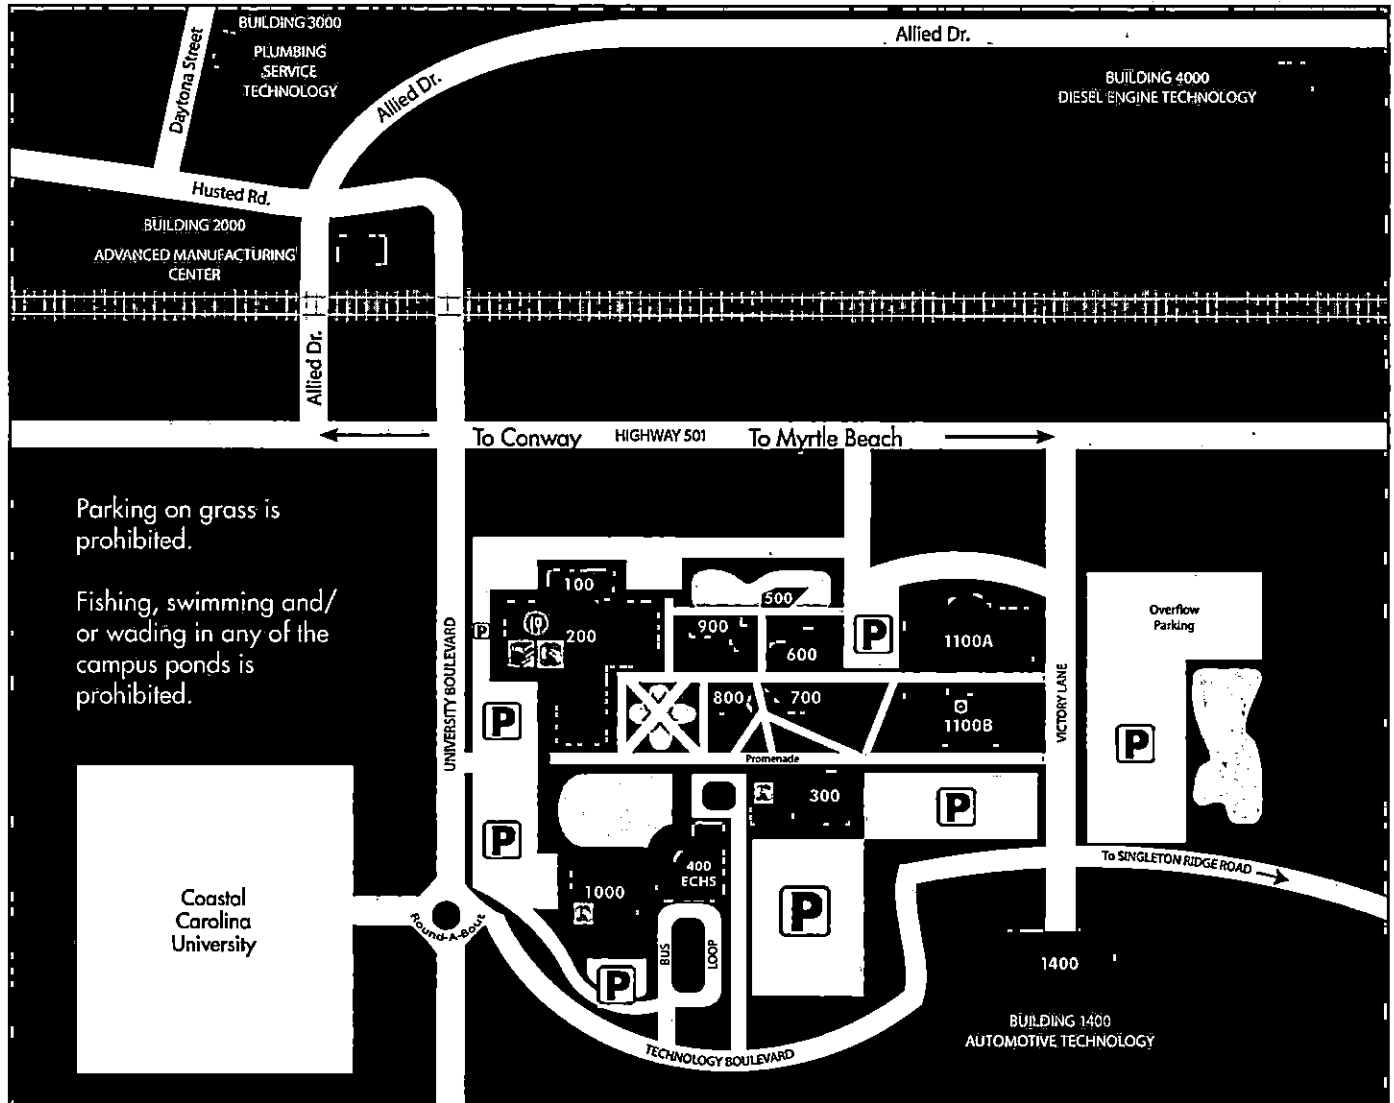 BUILDING 3000
PLUMBING
SERVICE
TECHNOLOGY
Daytona Street
Allied Dr.
Allied Dr.
BUILDING 4000
DIESEL ENGINE TECHNOLOGY
Husted Rd.
BUILDING 2000
ADVANCED MANUFACTURING
CENTER
Allied Dr.
To Conway
HIGHWAY 501
To Myrtle Beach
Parking on grass is
prohibited.
Fishing, swimming and/
or wading in any of the
campus ponds is
prohibited.
UNIVERSITY BOULEVARD
100
200
P
500
900
600
P
1100A
Overflow
Parking
800
700
1100B
VICTORY LANE
P
P
Promenade
300
P
P
400
ECHS
1000
To SINGLETON RIDGE ROAD
Coastal
Carolina
University
Round-A-Bout
P
BUS
LOOP
P
1400
BUILDING 1400
AUTOMOTIVE TECHNOLOGY
TECHNOLOGY BOULEVARD